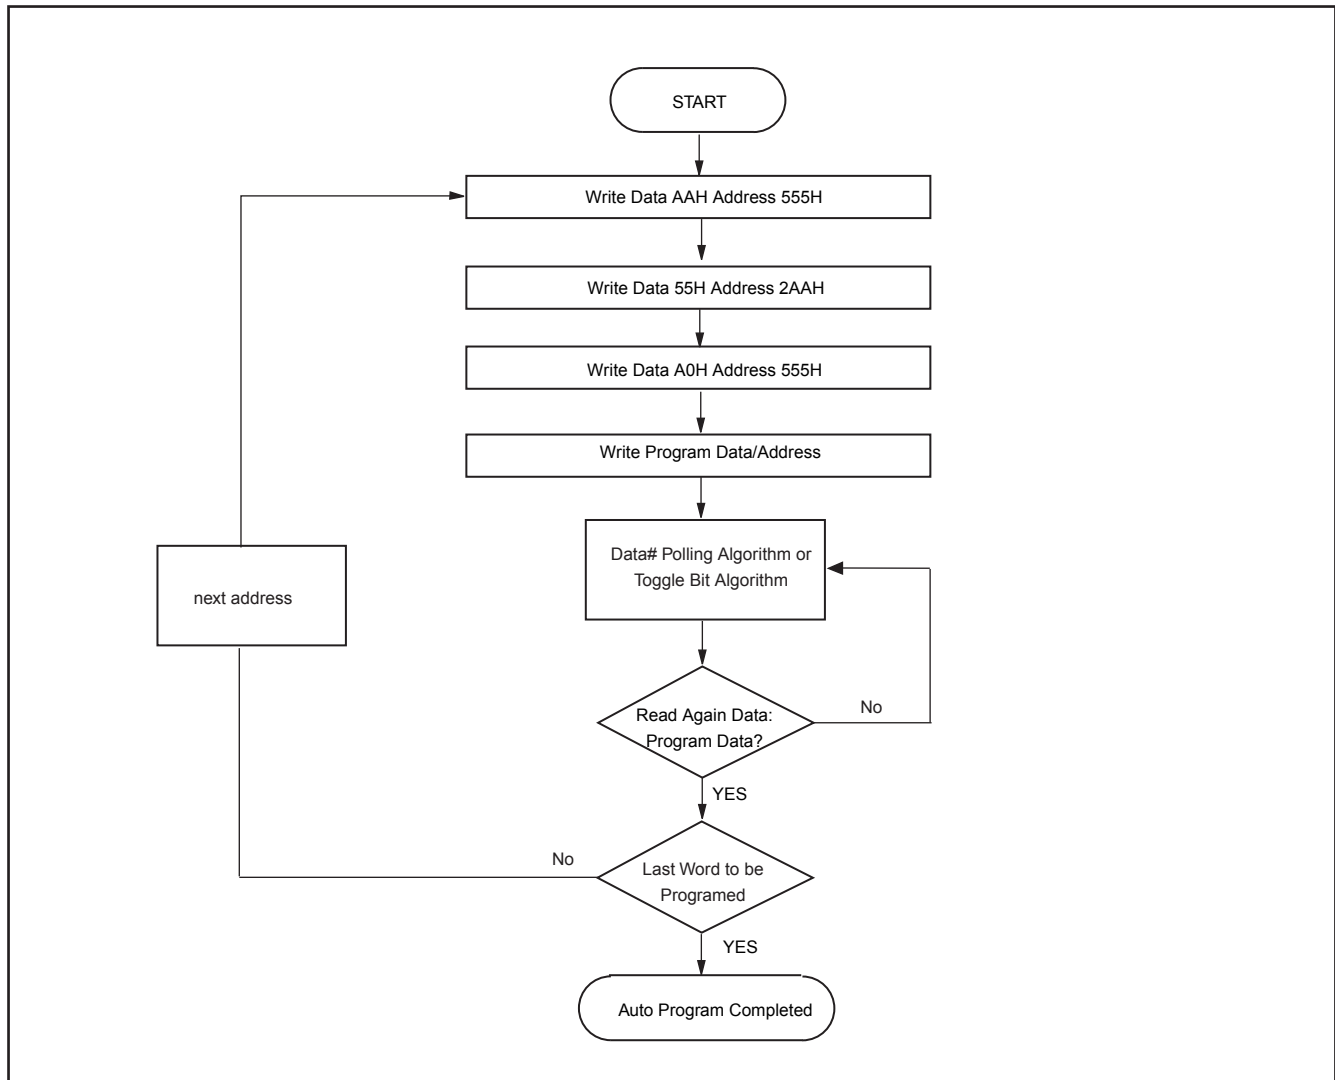 START
Write Data AAH Address 555H
Write Data 55H Address 2AAH
Write Data A0H Address 555H
Write Program Data/Address
Data# Polling Algorithm or
Toggle Bit Algorithm
next address
Read Again Data:
Program Data?
No
YES
No
Last Word to be
Programed
YES
Auto Program Completed